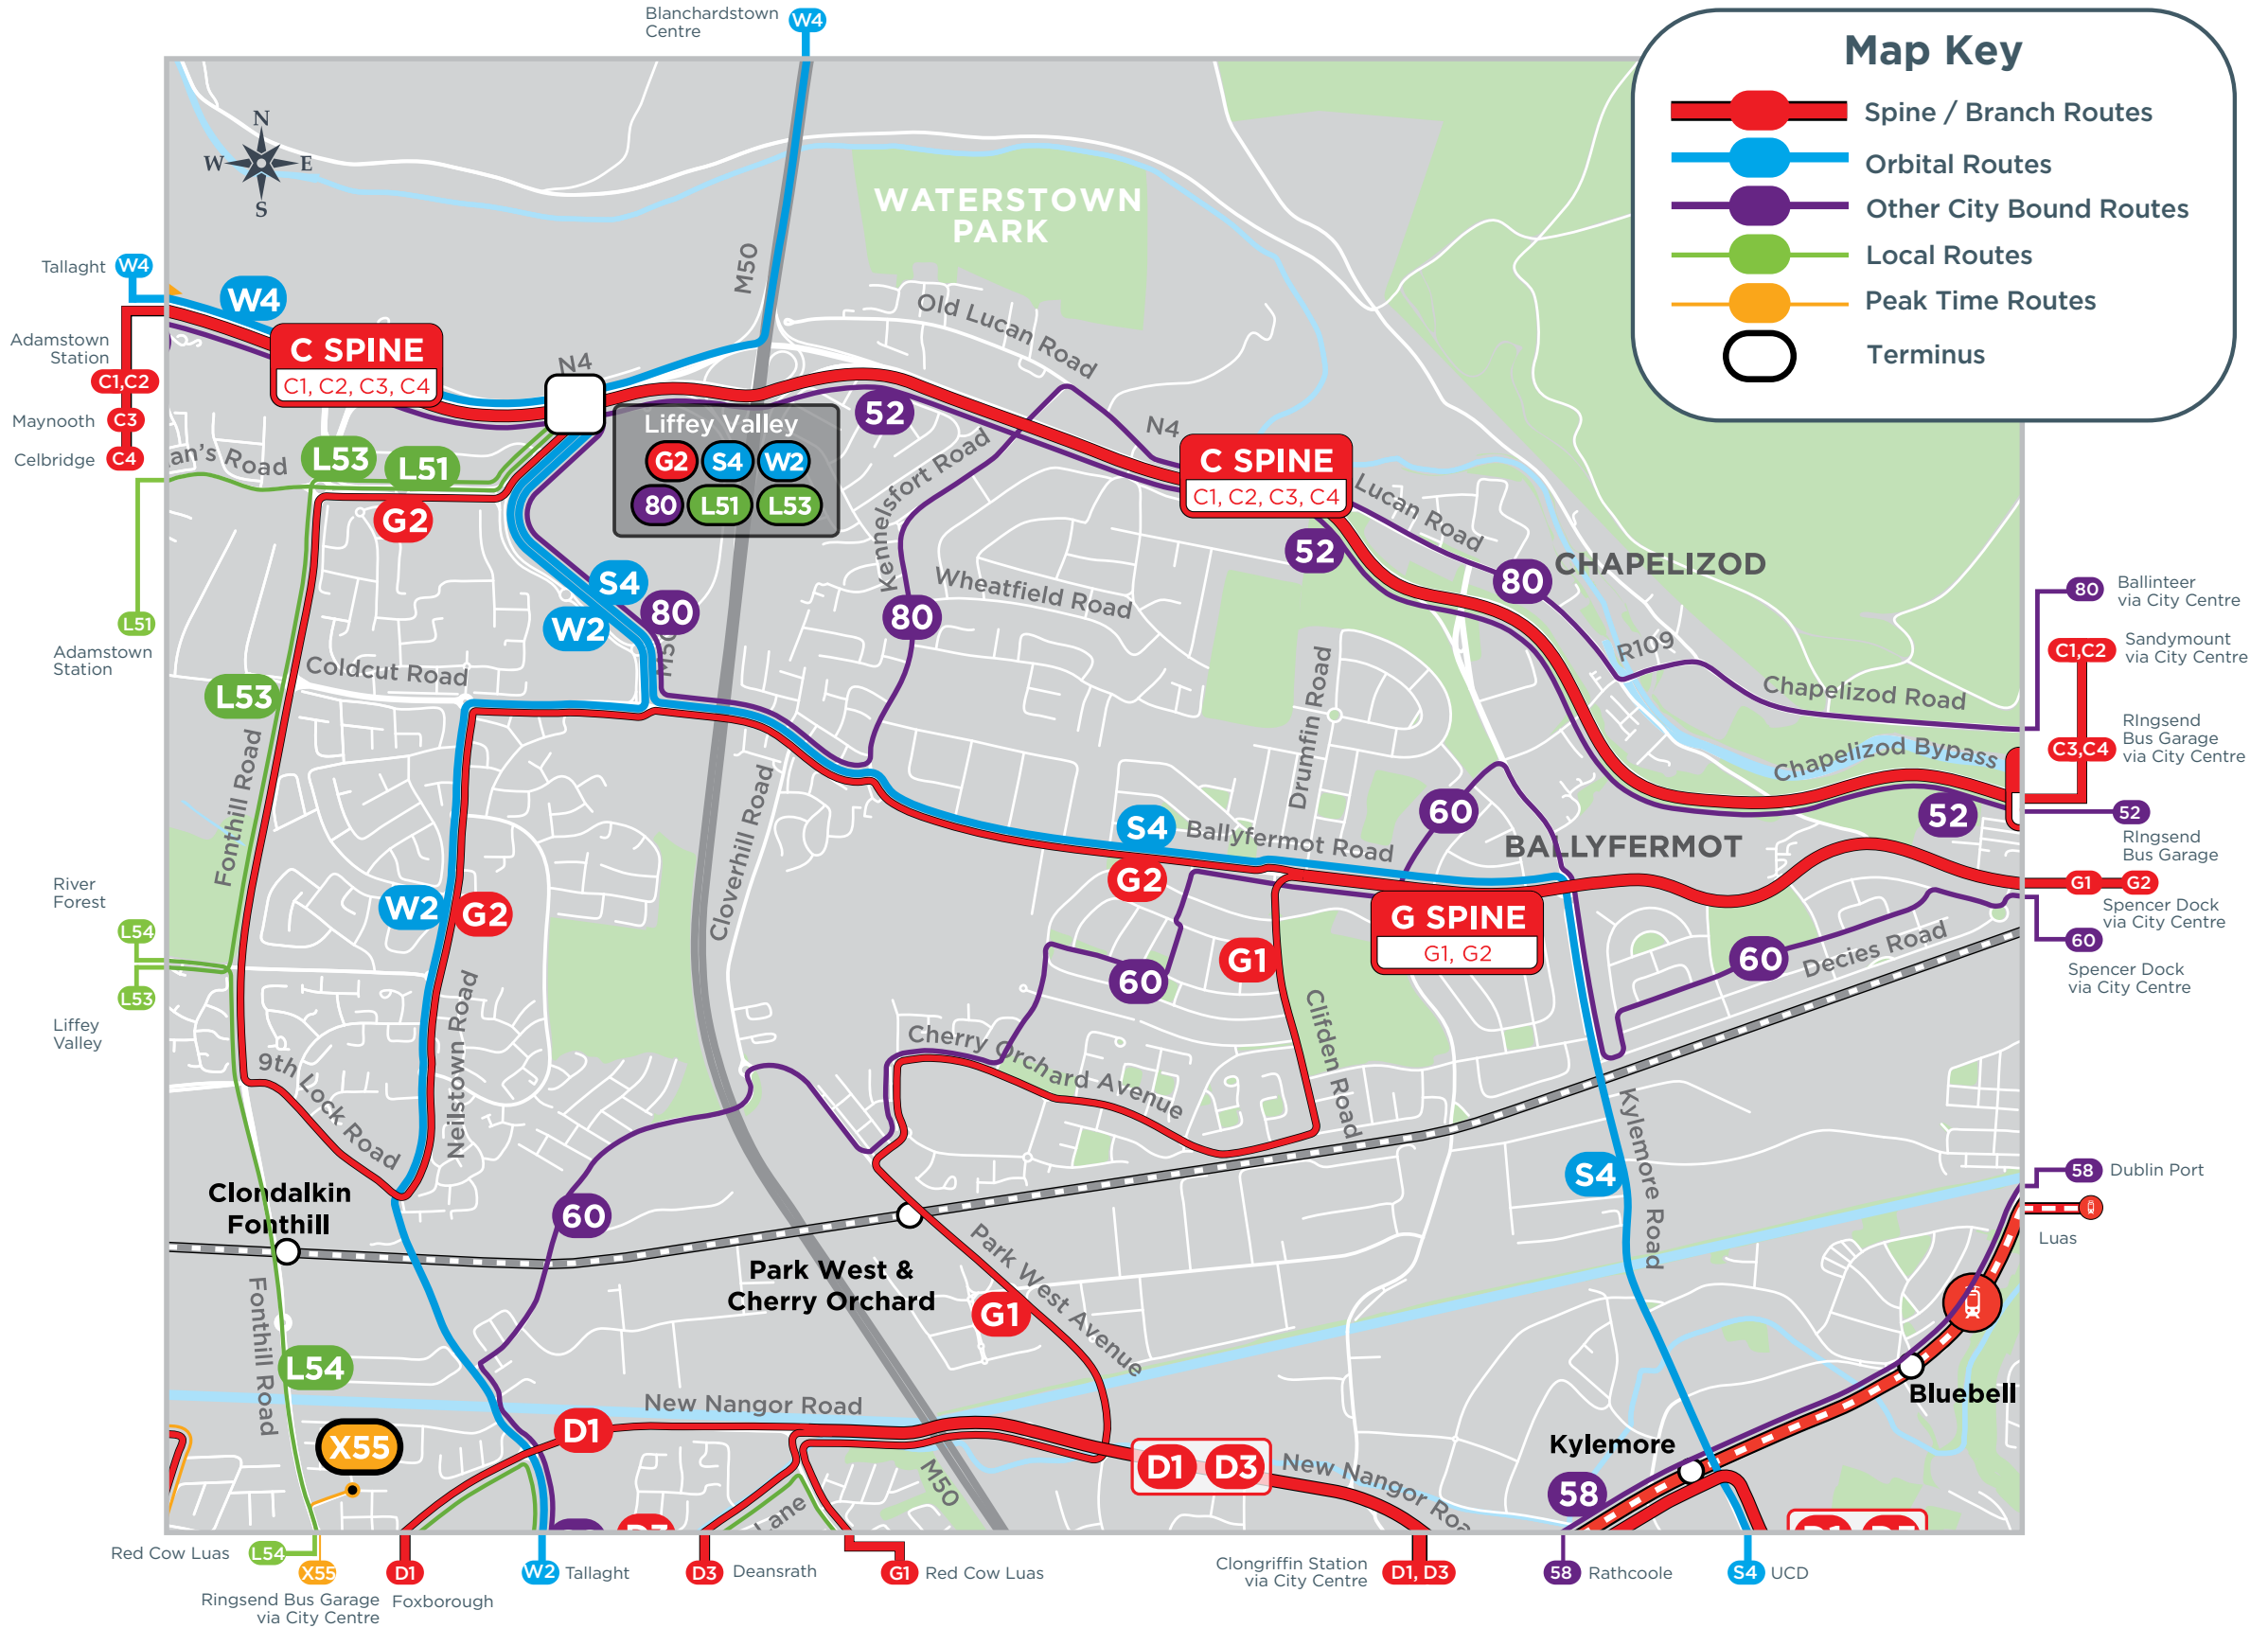 Blanchardstown
Centre
W4
Map Key
Spine / Branch Routes
Orbital Routes
Other City Bound Routes
Local Routes
Peak Time Routes
Terminus
N
W
E
S
WATERSTOWN
PARK
M50
Tallaght
W4
W4
Adamstown
Station
C1,C2
Maynooth
C3
Celbridge
C4
C SPINE
C1, C2, C3, C4
N4
Old Lucan Road
52
Liffey Valley
G2
S4
W2
80
L51
L53
an's Road
L53
L51
G2
Kennelsfort Road
N4
C SPINE
C1, C2, C3, C4
Lucan Road
52
80
CHAPELIZOD
S4
80
W2
M50
80
Wheatfield Road
R109
Chapelizod Road
Chapelizod Bypass
80
Ballinteer
via City Centre
C1,C2
Sandymount
via City Centre
C3,C4
RIngsend
Bus Garage
via City Centre
52
RIngsend
Bus Garage
G1
G2
Spencer Dock
via City Centre
60
Spencer Dock
via City Centre
L51
Adamstown
Station
Coldcut Road
L53
Fonthill Road
Cloverhill Road
Drumfin Road
60
52
S4
Ballyfermot Road
BALLYFERMOT
G2
G SPINE
G1, G2
W2
G2
G1
60
60
Decies Road
River
Forest
L54
L53
Liffey
Valley
Neilstown Road
9th Lock Road
Cherry Orchard Avenue
Clifden Road
Kylemore Road
S4
58
Dublin Port
Luas
Clondalkin
Fonthill
60
Park West &
Cherry Orchard
Park West Avenue
G1
Fonthill Road
L54
X55
New Nangor Road
D1
M50
Lane
D1
D3
New Nangor Roa
Kylemore
58
Bluebell
D3
D1
Red Cow Luas
L54
X55
Ringsend Bus Garage
via City Centre
D1
Foxborough
W2
Tallaght
D3
Deansrath
G1
Red Cow Luas
Clongriffin Station
via City Centre
D1, D3
58
Rathcoole
S4
UCD